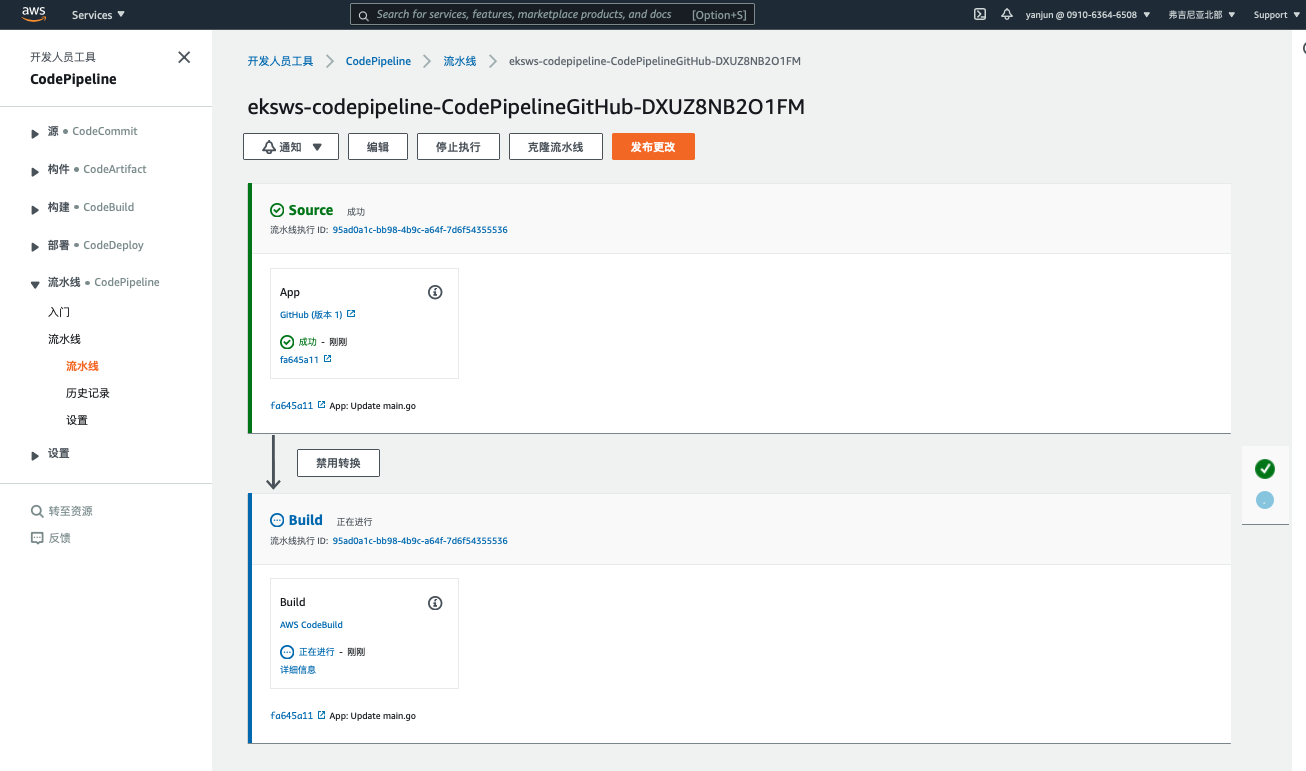 aws
Services
Search for services, features, marketplace products, and docs [Option+S]
yanjun @ 0910-6364-6508
弗吉尼亚北部
Support
开发人员工具
CodePipeline
源 • CodeCommit
构件 • CodeArtifact
构建 • CodeBuild
部署 • CodeDeploy
流水线 • CodePipeline
入门
流水线
流水线
历史记录
设置
设置
转至资源
反馈
开发人员工具 CodePipeline 流水线 eksws-codepipeline-CodePipelineGitHub-DXUZ8NB2O1FM
eksws-codepipeline-CodePipelineGitHub-DXUZ8NB2O1FM
通知 编辑 停止执行 克隆流水线 发布更改
Source 成功
流水线执行 ID: 95ad0a1c-bb98-4b9c-a64f-7d6f54355536
App
GitHub (版本 1)
成功 - 刚刚
fa645a11
fa645a11 App: Update main.go
禁用转换
Build 正在进行
流水线执行 ID: 95ad0a1c-bb98-4b9c-a64f-7d6f54355536
Build
AWS CodeBuild
正在进行 - 刚刚
详细信息
fa645a11 App: Update main.go